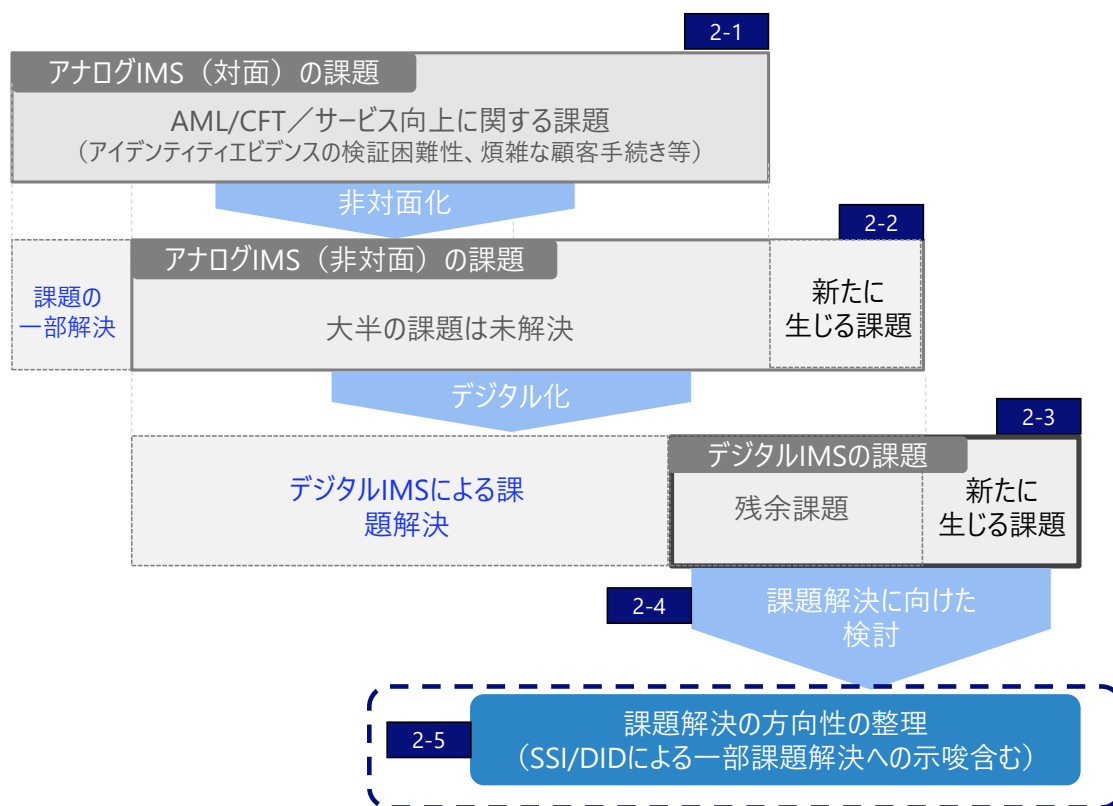 2-1
アナログIMS（対面）の課題
AML/CFT／サービス向上に関する課題
（アイデンティティエビデンスの検証困難性、煩雑な顧客手続き等）
非対面化
2-2
アナログIMS（非対面）の課題
課題の
一部解決
大半の課題は未解決
新たに
生じる課題
デジタル化
2-3
デジタルIMSの課題
デジタルIMSによる課
題解決
残余課題
新たに
生じる課題
2-4
課題解決に向けた
検討
2-5
課題解決の方向性の整理
（SSI/DIDによる一部課題解決への示唆含む）